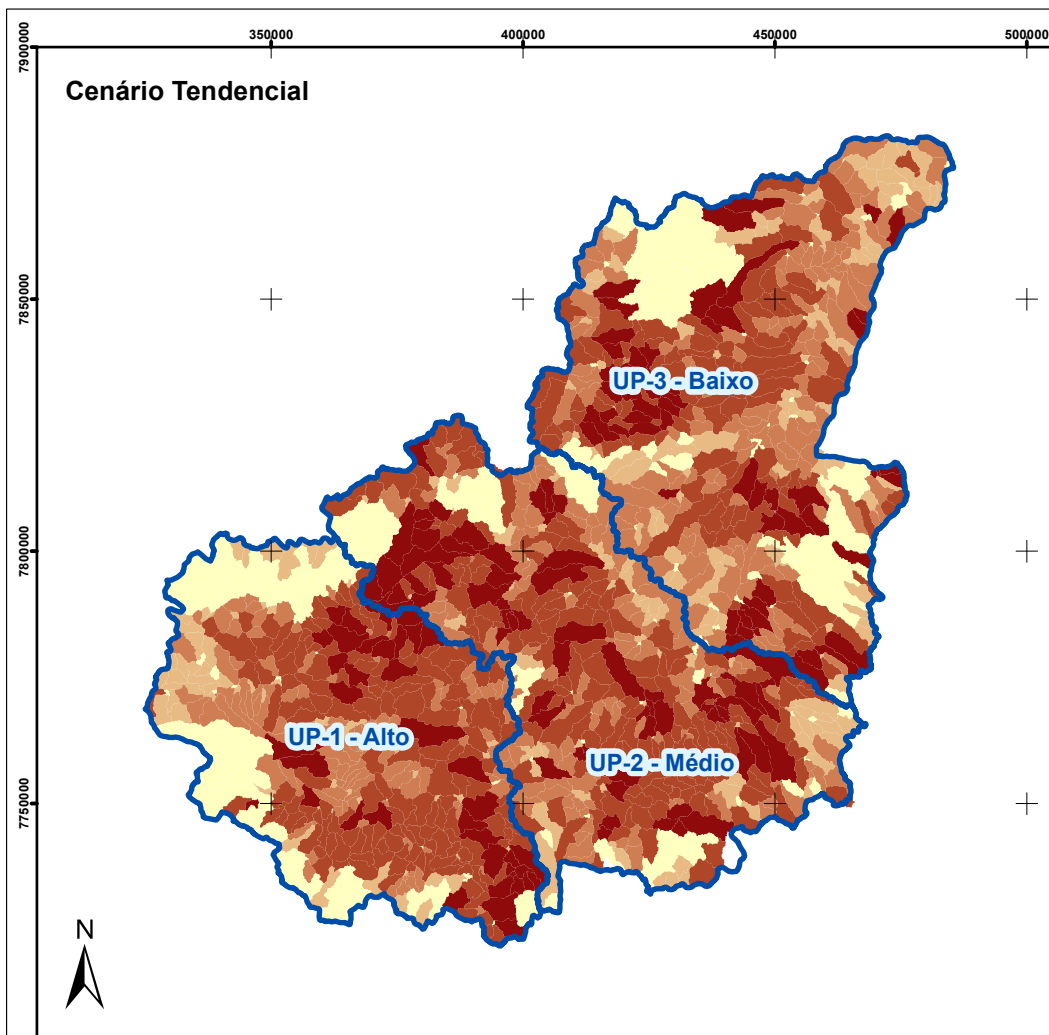 350000 400000 450000 500000
7900000
Cenário Tendencial
7850000
UP-3 - Baixo
7800000
UP-1 - Alto
UP-2 - Médio
7750000
N